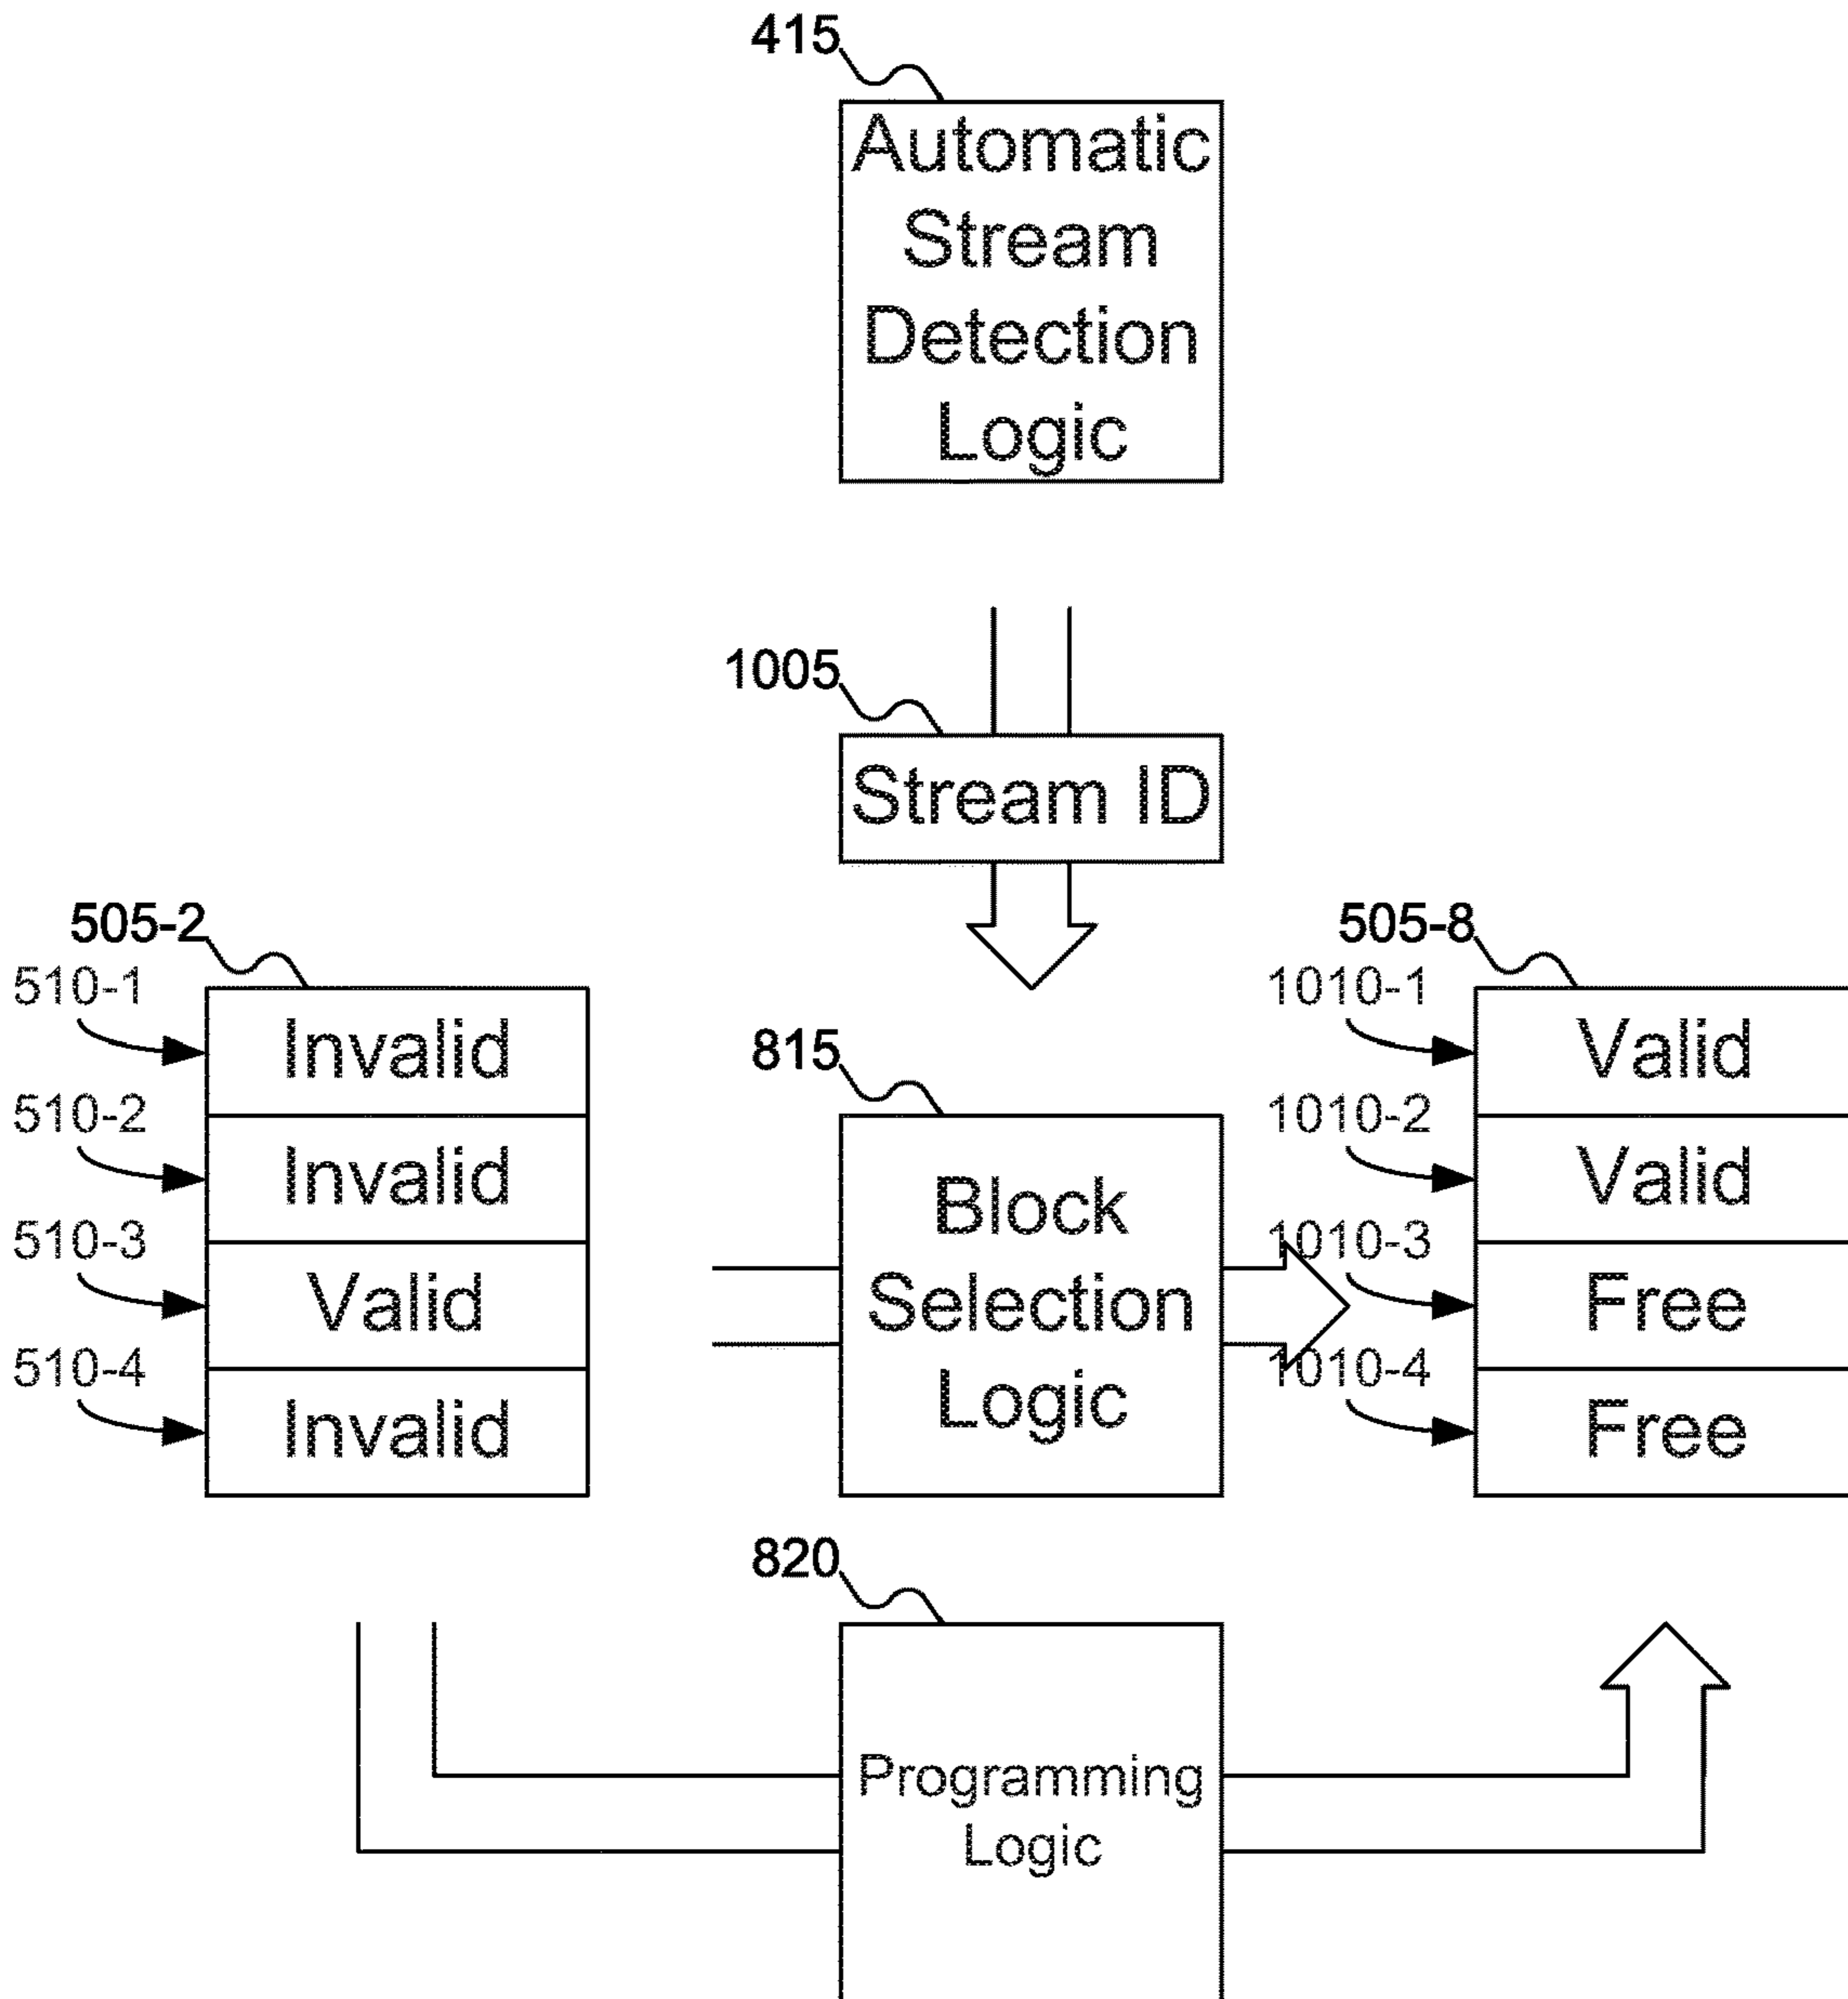 415
Automatic
Stream
Detection
Logic
1005
Stream ID
505-2
510-1
Invalid
510-2
Invalid
510-3
Valid
510-4
Invalid
815
Block
Selection
Logic
505-8
1010-1
Valid
1010-2
Valid
1010-3
Free
1010-4
Free
820
Programming
Logic